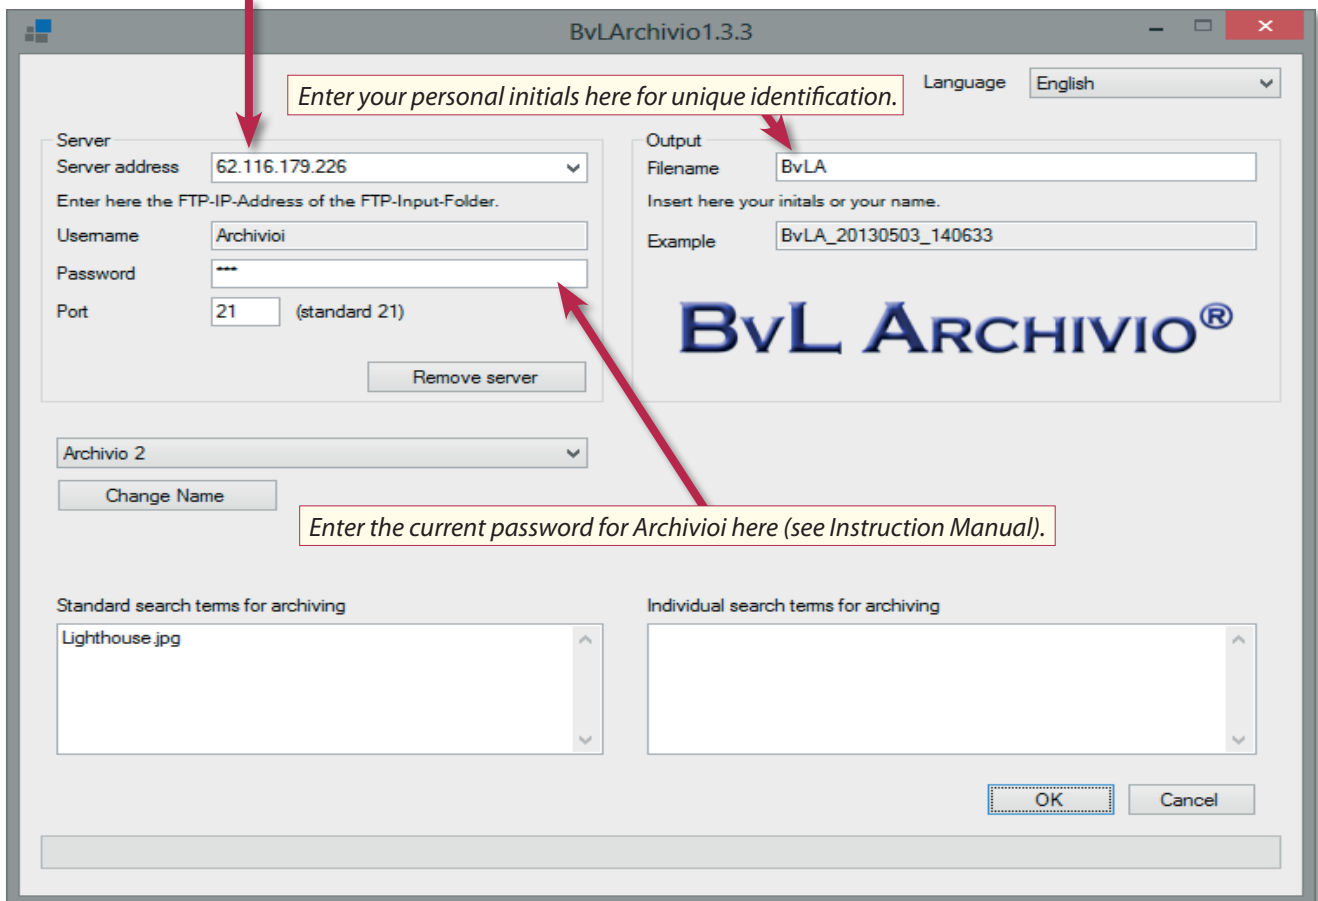 BvLArchivio1.3.3
Enter your personal initials here for unique identification.
Language English
Server
Server address 62.116.179.226
Enter here the FTP-IP-Address of the FTP-Input-Folder.
Username Archivioi
Password ***
Port 21 (standard 21)
Remove server
Output
Filename BvLA
Insert here your initals or your name.
Example BvLA_20130503_140633
BvL Archivio®
Archivio 2
Change Name
Enter the current password for Archivioi here (see Instruction Manual).
Standard search terms for archiving
Lighthouse.jpg
Individual search terms for archiving
OK Cancel